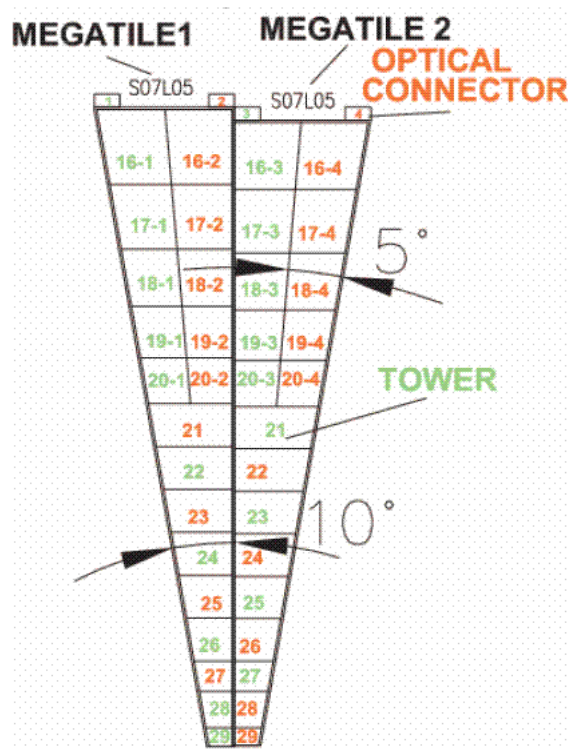 MEGATILE1 MEGATILE 2
OPTICAL
CONNECTOR
S07L05 S07L05
1 2 3 4
16-1 16-2 16-3 16-4
17-1 17-2 17-3 17-4
5°
18-1 18-2 18-3 18-4
19-1 19-2 19-3 19-4
20-1 20-2 20-3 20-4
TOWER
21 21
22 22
23 23
10°
24 24
25 25
26 26
27 27
28 28
29 29